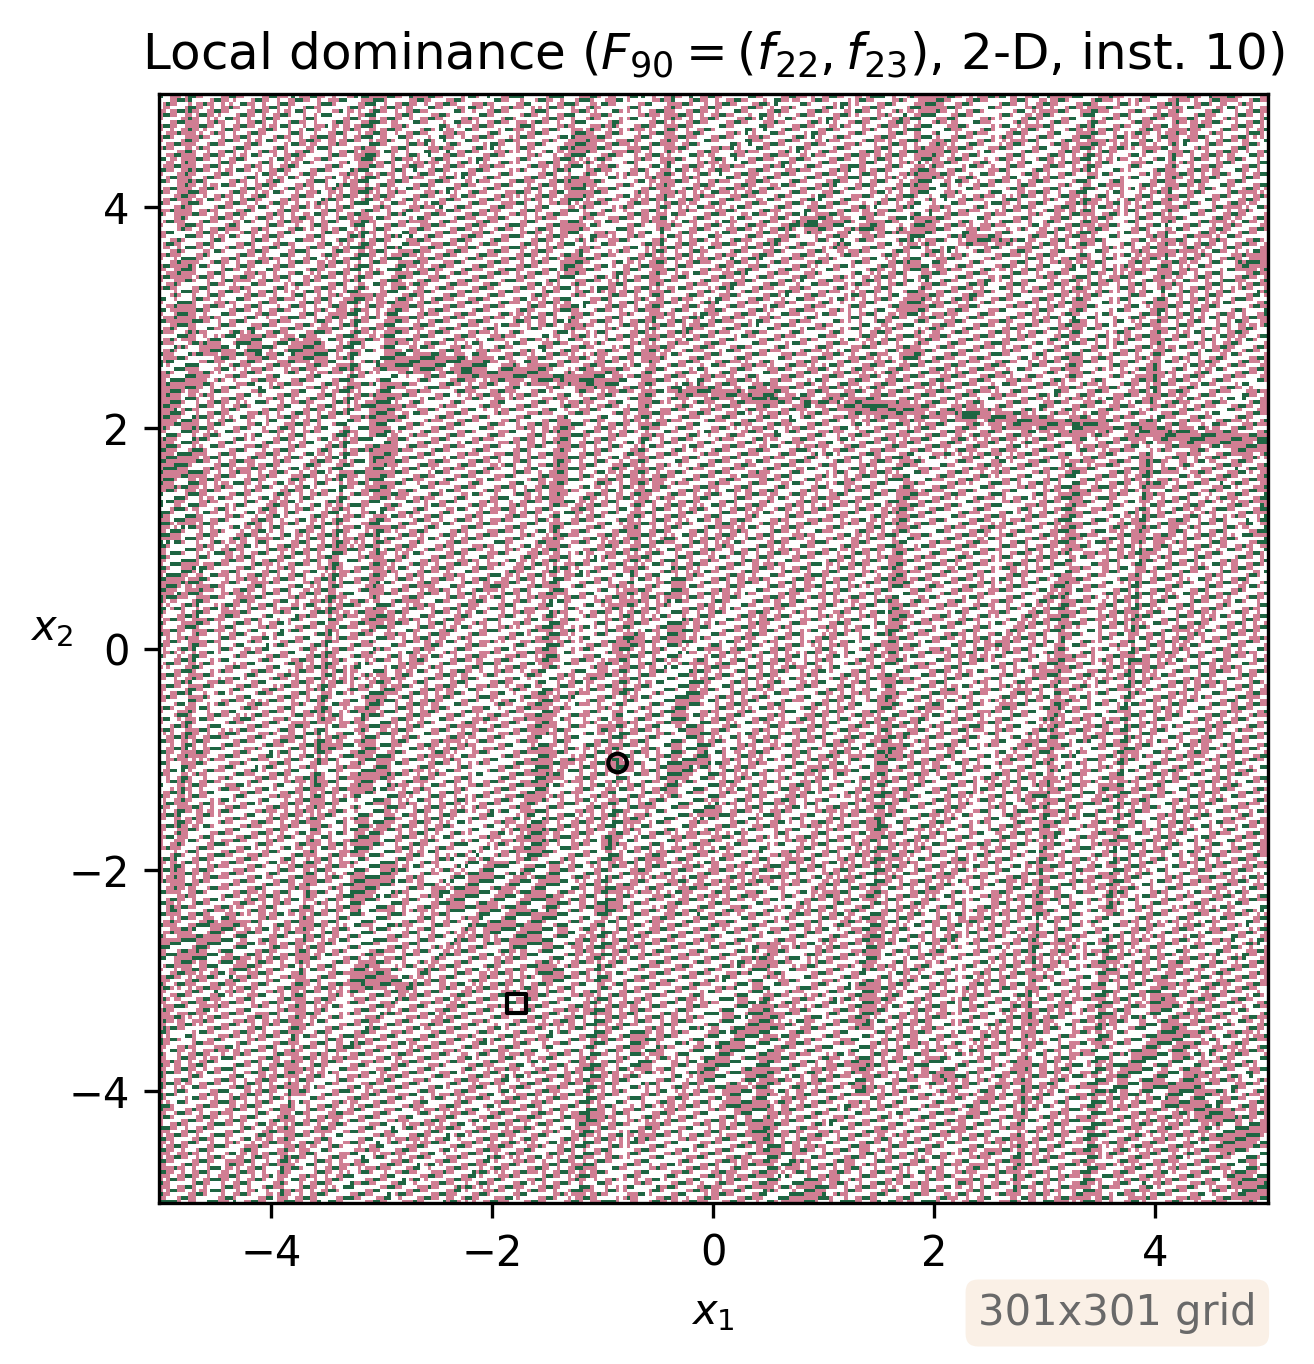 Local dominance (F₉₀ = (f₂₂, f₂₃), 2-D, inst. 10)
4
2
x₂
0
−2
−4
−4 −2 0 2 4
x₁
301x301 grid